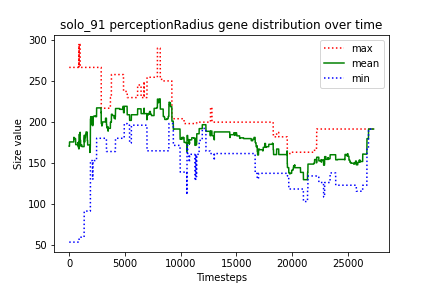 solo_91 perceptionRadius gene distribution over time
300
250
200
150
100
50
Size value
max
mean
min
0
5000
10000
15000
20000
25000
Timesteps